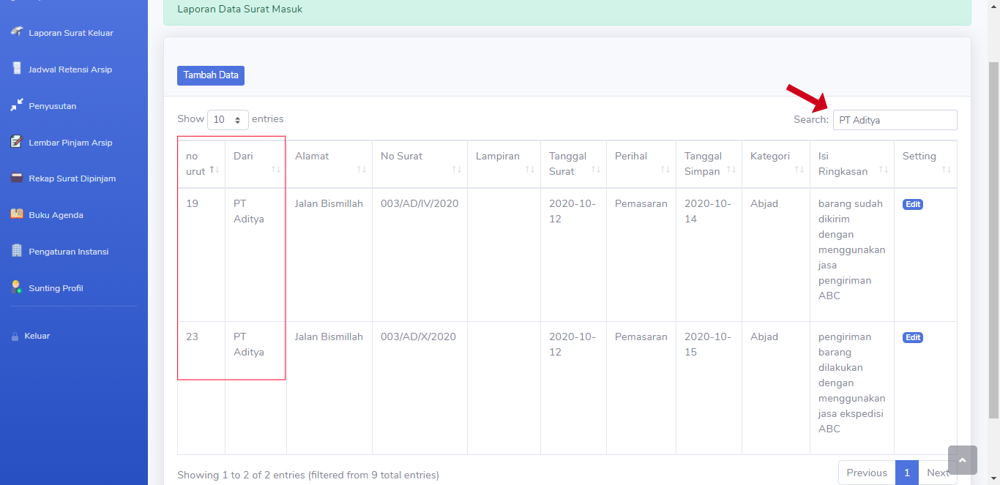 Laporan Surat Keluar
Jadwal Retensi Arsip
Penyusutan
Lembar Pinjam Arsip
Rekap Surat Dipinjam
Buku Agenda
Pengaturan Instansi
Sunting Profil
Keluar
Laporan Data Surat Masuk
Tambah Data
Show 10 entries
Search: PT Aditya
no urut Dari Alamat No Surat Lampiran Tanggal Surat Perihal Tanggal Simpan Kategori Isi Ringkasan Setting
19 PT Aditya Jalan Bismillah 003/AD/IV/2020 2020-10-12 Pemasaran 2020-10-14 Abjad barang sudah dikirim dengan menggunakan jasa pengiriman ABC Edit
23 PT Aditya Jalan Bismillah 003/AD/X/2020 2020-10-12 Pemasaran 2020-10-15 Abjad pengiriman barang dilakukan dengan menggunakan jasa ekspedisi ABC Edit
Showing 1 to 2 of 2 entries (filtered from 9 total entries)
Previous 1 Next